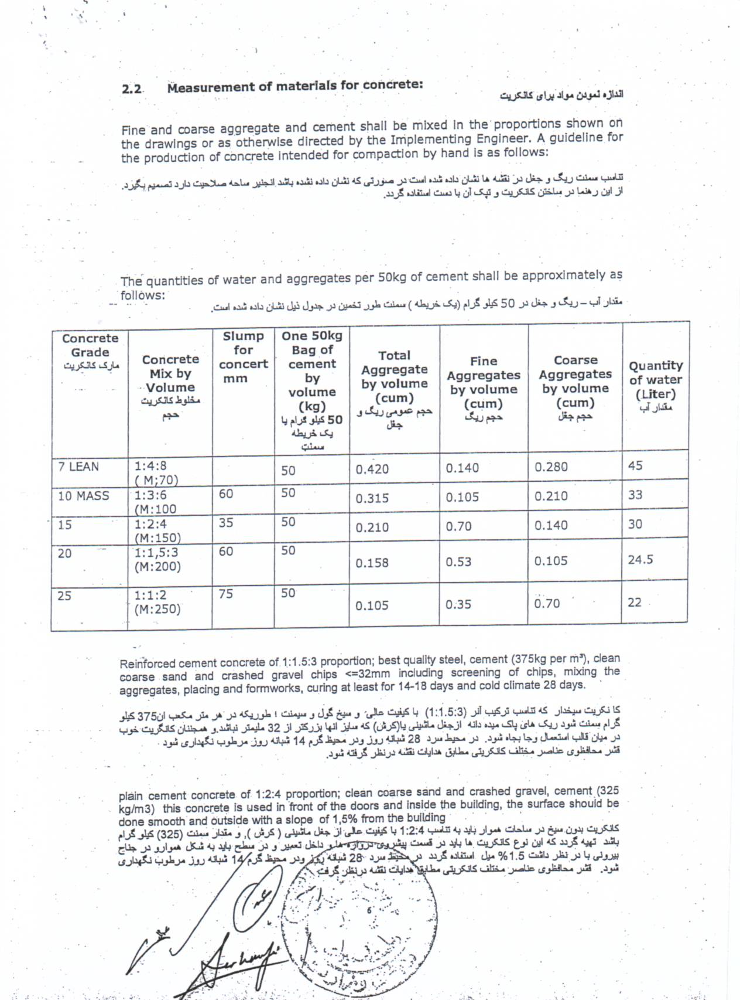 2.2. Measurement of materials for concrete:
اندازه نمودن مواد برای کانکریت
Fine and coarse aggregate and cement shall be mixed in the proportions shown on
the drawings or as otherwise directed by the Implementing Engineer. A guideline for
the production of concrete intended for compaction by hand is as follows:
تناسب سمنت ریگ و جغل در نقشه ها نشان داده شده است در صورتی که نشان داده نشده باشد انجنیر ساحه صلاحیت دارد تصمیم بگیرد.
از این رهنما در ساختن کانکریت و تپک آن با دست استفاده گردد.
The quantities of water and aggregates per 50kg of cement shall be approximately as
follows:
مقدار آب – ریگ و جغل در 50 کیلو گرام (یک خریطه ) سمنت طور تخمین در جدول ذیل نشان داده شده است.
Concrete
Grade
مارک کانکریت
Concrete
Mix by
Volume
مخلوط کانکریت
حجم
Slump
for
concert
mm
One 50kg
Bag of
cement
by
volume
(kg)
50 کیلو گرام یا
یک خریطه
سمنت
Total
Aggregate
by volume
(cum)
حجم عمومی ریگ و
جغل
Fine
Aggregates
by volume
(cum)
حجم ریگ
Coarse
Aggregates
by volume
(cum)
حجم جغل
Quantity
of water
(Liter)
مقدار آب
7 LEAN 1:4:8 50 0.420 0.140 0.280 45
( M;70)
10 MASS 1:3:6 60 50 0.315 0.105 0.210 33
(M:100
15 1:2:4 35 50 0.210 0.70 0.140 30
(M:150)
20 1:1,5:3 60 50 0.158 0.53 0.105 24.5
(M:200)
25 1:1:2 75 50 0.105 0.35 0.70 22
(M:250)
Reinforced cement concrete of 1:1.5:3 proportion; best quality steel, cement (375kg per m³), clean
coarse sand and crashed gravel chips <=32mm including screening of chips, mixing the
aggregates, placing and formworks, curing at least for 14-18 days and cold climate 28 days.
کا نکریت سیخدار که تناسب ترکیب آنر (1:1.5:3) با کیفیت عالی و سیخ گول و سیمنت ؛ طوریکه در هر متر مکعب ان375 کیلو
گرام سمنت شود ریک های پاک میده دانه ازجغل ماشینی یا(کرش) که سایز انها بزرکتر از 32 ملیمتر نباشد.و همچنان کانگریت خوب
در میان قالب استعمال وجا بجاه شود. در محیط سرد 28 شبانه روز ودر محیظ گرم 14 شبانه روز مرطوب نگهداری شود
قشر محافظوی عناصر مختلف کانکریتی مطابق هدایات نقشه درنظر گرفته شود.
plain cement concrete of 1:2:4 proportion; clean coarse sand and crashed gravel, cement (325
kg/m3) this concrete is used in front of the doors and inside the building, the surface should be
done smooth and outside with a slope of 1,5% from the building
کانکریت بدون سیخ در ساحات هموار باید به تناسب 1:2:4 با کیفیت عالی از جغل ماشینی ( کرش ), و مقدار سمنت (325) کیلو گرام
باشد تهیه گردد که این نوع کانکریت ها باید در قسمت پیشروی دروازه ها و داخل تعمیر و در سطح باید به شکل هموارو در جناح
بیرونی با در نظر داشت 1.5% میل استفاده گردد در محیط سرد 28 شبانه روز ودر محیظ گرم 14 شبانه روز مرطوب نگهداری
شود. قشر محافظوی عناصر مختلف کانکریتی مطابق هدایات نقشه درنظر گرفت
6